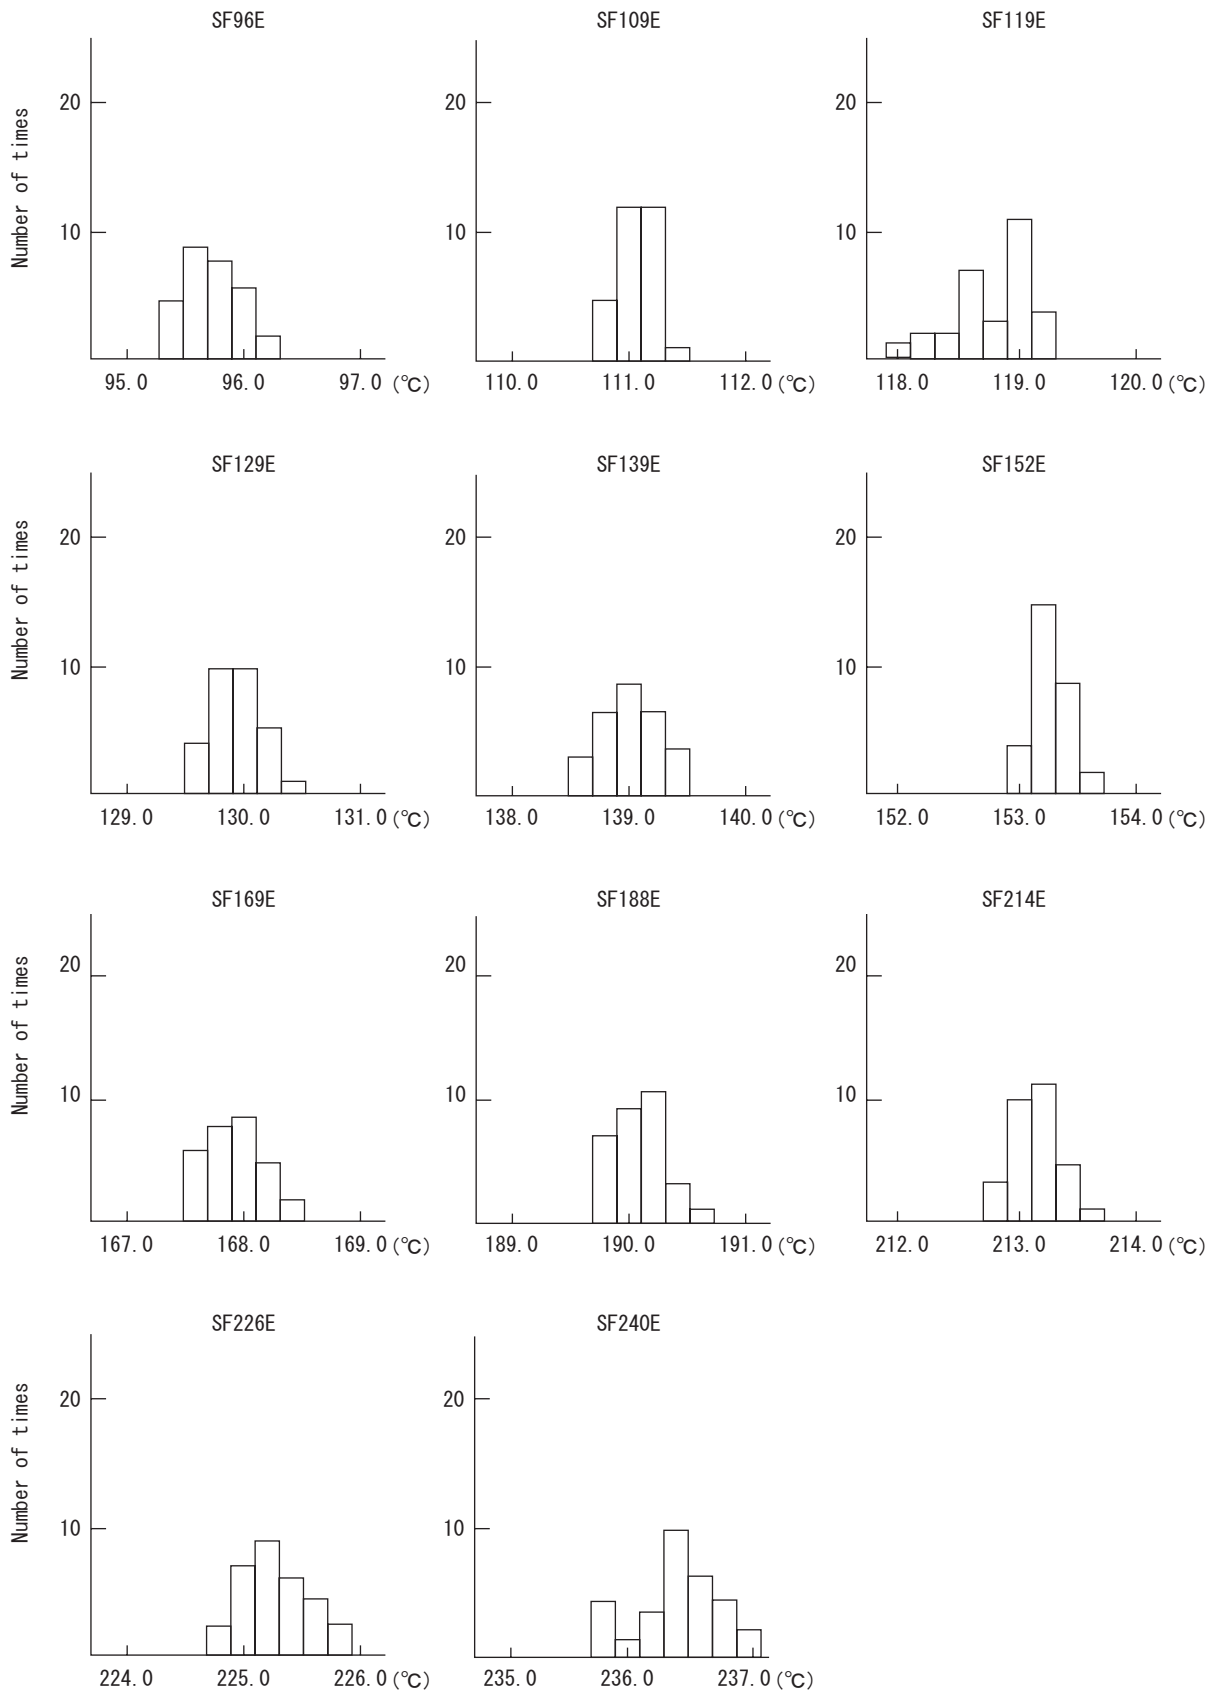 SF96E SF109E SF119E
Number of times
20 20 20
10 10 10
95.0 96.0 97.0 (℃) 110.0 111.0 112.0 (℃) 118.0 119.0 120.0 (℃)
SF129E SF139E SF152E
Number of times
20 20 20
10 10 10
129.0 130.0 131.0 (℃) 138.0 139.0 140.0 (℃) 152.0 153.0 154.0 (℃)
SF169E SF188E SF214E
Number of times
20 20 20
10 10 10
167.0 168.0 169.0 (℃) 189.0 190.0 191.0 (℃) 212.0 213.0 214.0 (℃)
SF226E SF240E
Number of times
20 20
10 10
224.0 225.0 226.0 (℃) 235.0 236.0 237.0 (℃)